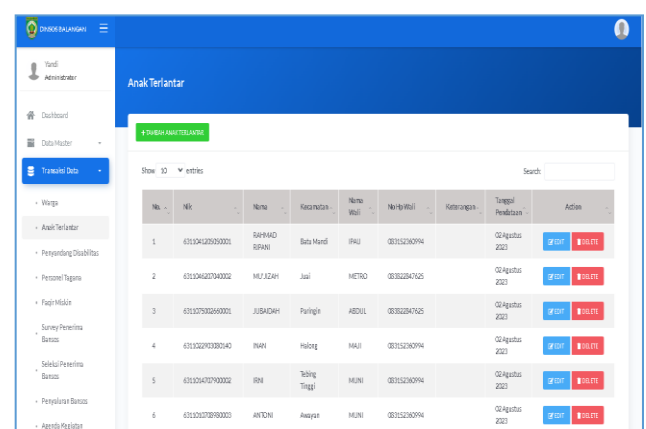 DINSOS BALANGAN
Yandi
Administrator
Anak Terlantar
Dashboard
Data Master
+ TAMBAH ANAK TERLANTAR
Transaksi Data
Show 10 entries
Search:
Warga
Anak Terlantar
Penyandang Disabilitas
Personel Tagana
Faqir Miskin
Survey Penerima
Bansos
Seleksi Penerima
Bansos
Penyaluran Bansos
Agenda Kegiatan
No. Nik Nama Kecamatan Nama Wali No Hp Wali Keterangan Tanggal Pendataan Action
1 6311041205050001 RAHMAD RIFANI Batu Mandi IPAU 083152360994 02 Agustus 2023 EDIT DELETE
2 6311046207040002 MU'JIZAH Juai METRO 083822847625 02 Agustus 2023 EDIT DELETE
3 6311075002660001 JUBAIDAH Paringin ABDUL 083822847625 02 Agustus 2023 EDIT DELETE
4 6311022903080140 INAN Halong MAJI 083152360994 02 Agustus 2023 EDIT DELETE
5 6311014707900002 IRNI Tebing Tinggi MUNI 083152360994 02 Agustus 2023 EDIT DELETE
6 6311010708980003 ANTONI Awayan MUNI 083152360994 02 Agustus 2023 EDIT DELETE